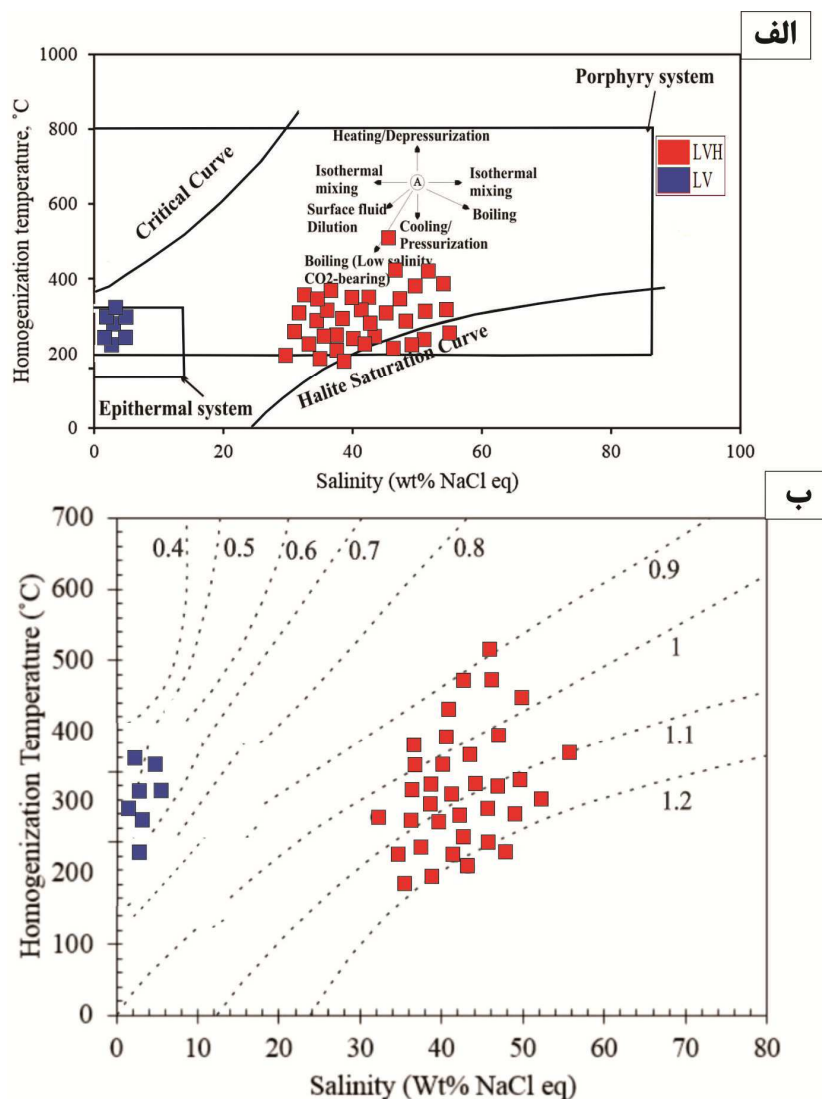 الف
1000
Porphyry system
800
Heating/Depressurization
LVH
LV
Critical Curve
Isothermal
mixing
Isothermal
mixing
600
Surface fluid
Dilution
Boiling
A
Cooling/
Pressurization
Boiling (Low salinity
CO2-bearing)
400
200
Halite Saturation Curve
Epithermal system
0
0 20 40 60 80 100
Homogenization temperature, °C
Salinity (wt% NaCl eq)
ب
700
0.4 0.5 0.6 0.7 0.8
0.9
600
1
500
400
1.1
300
1.2
200
100
0
0 10 20 30 40 50 60 70 80
Homogenization Temperature (°C)
Salinity (Wt% NaCl eq)